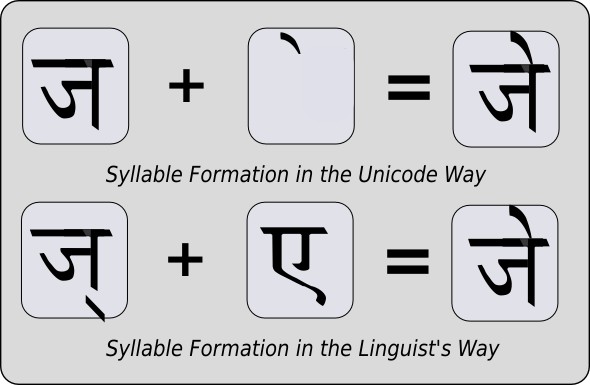 ज + े = जे
Syllable Formation in the Unicode Way
ज् + ए = जे
Syllable Formation in the Linguist's Way